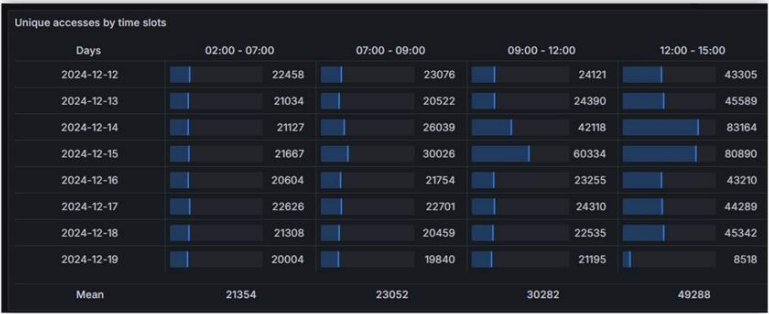 Unique accesses by time slots
Days 02:00 - 07:00 07:00 - 09:00 09:00 - 12:00 12:00 - 15:00
2024-12-12 22458 23076 24121 43305
2024-12-13 21034 20522 24390 45589
2024-12-14 21127 26039 42118 83164
2024-12-15 21667 30026 60334 80890
2024-12-16 20604 21754 23255 43210
2024-12-17 22626 22701 24310 44289
2024-12-18 21308 20459 22535 45342
2024-12-19 20004 19840 21195 8518
Mean 21354 23052 30282 49288